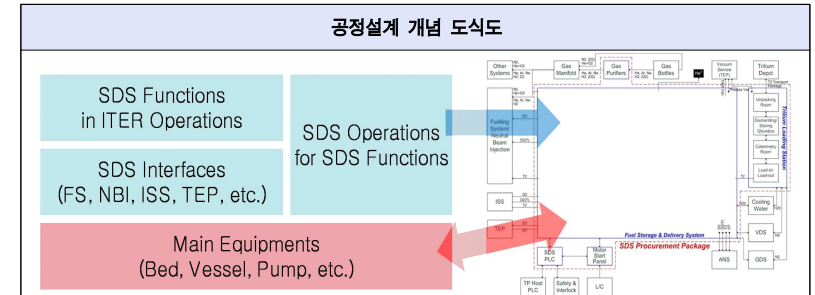 공정설계 개념 도식도
SDS Functions
in ITER Operations
SDS Interfaces
(FS, NBI, ISS, TEP, etc.)
SDS Operations
for SDS Functions
Main Equipments
(Bed, Vessel, Pump, etc.)
Other
Systems
Gas
Manifold
Gas
Purifiers
Gas
Bottles
Vacuum
Service
(TEP)
Tritium
Depot
Fuelling
System/
Neutral
Beam
Injection
ISS
TEP
Unpacking
Room
Dismantling/
Storing
Glovebox
Calorimetry
Room
Load-in/
Load-out
Tritium Loading Station
Cooling
Water
VDS
ANS
GDS
Fuel Storage & Delivery System
SDS Procurement Package
SDS
PLC
Motor
Start
Panel
TP Host
PLC
Safety &
Interlock
L/C